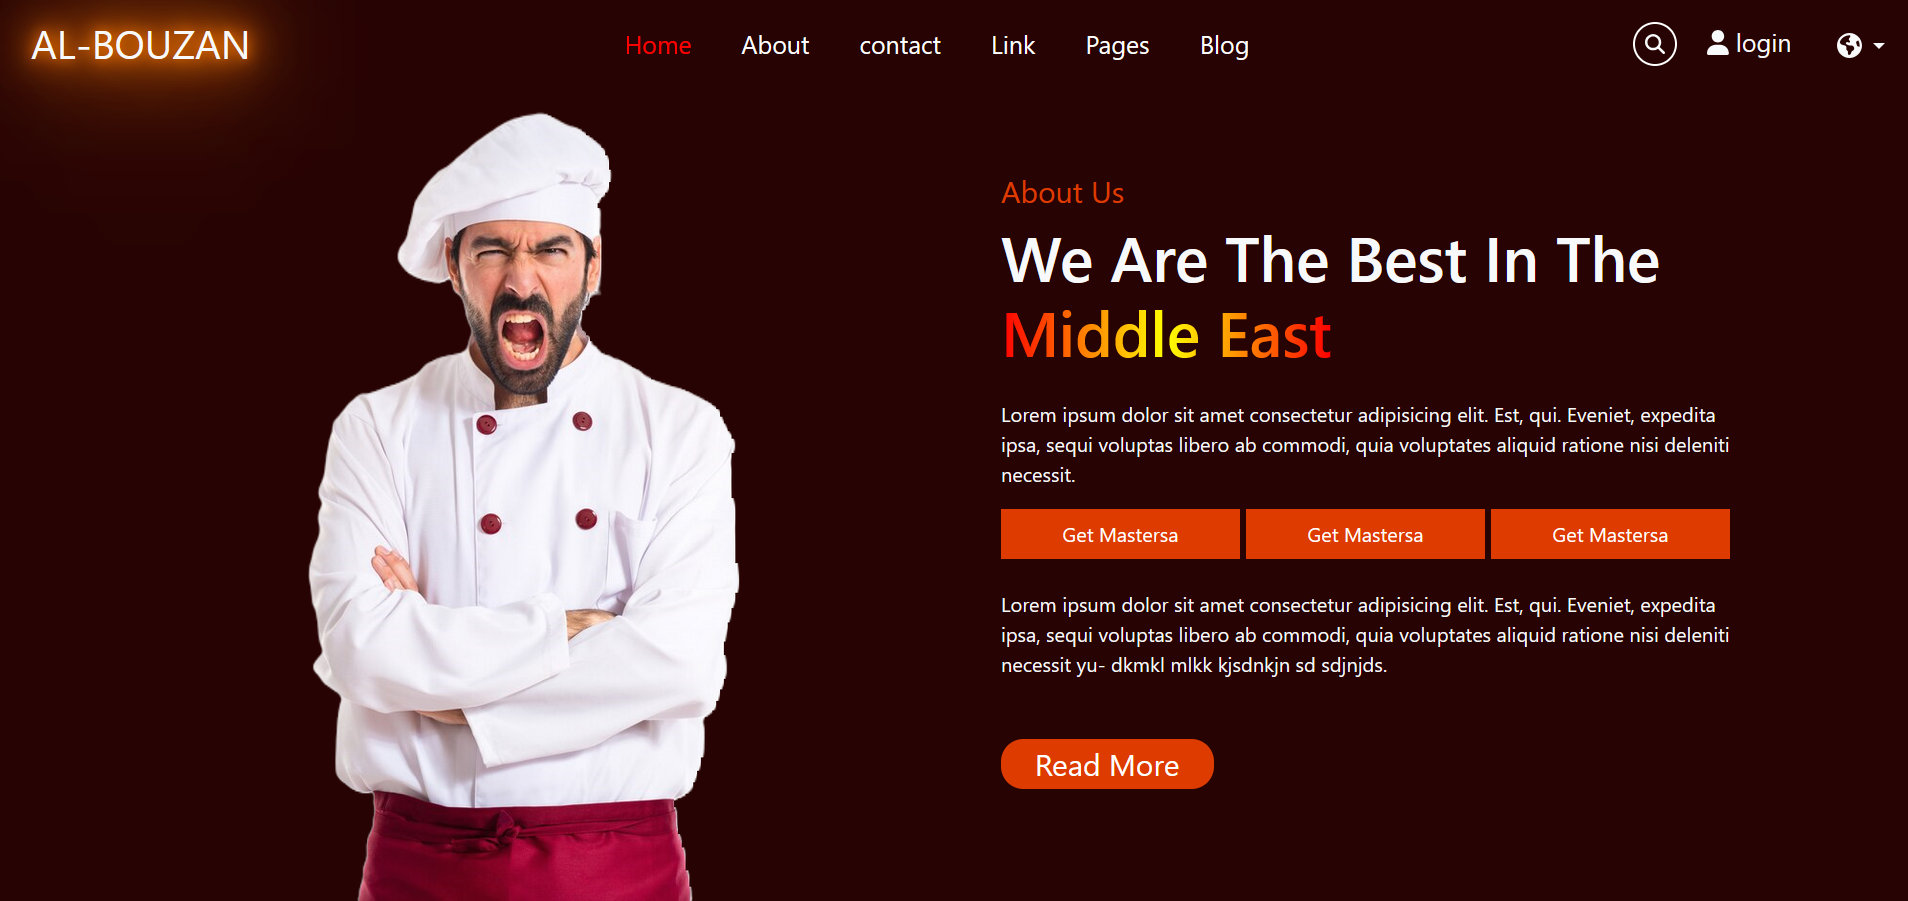 AL-BOUZAN
Home About contact Link Pages Blog
login
About Us
We Are The Best In The
Middle East
Lorem ipsum dolor sit amet consectetur adipisicing elit. Est, qui. Eveniet, expedita
ipsa, sequi voluptas libero ab commodi, quia voluptates aliquid ratione nisi deleniti
necessit.
Get Mastersa Get Mastersa Get Mastersa
Lorem ipsum dolor sit amet consectetur adipisicing elit. Est, qui. Eveniet, expedita
ipsa, sequi voluptas libero ab commodi, quia voluptates aliquid ratione nisi deleniti
necessit yu- dkmkl mlkk kjsdnkjn sd sdjnjds.
Read More